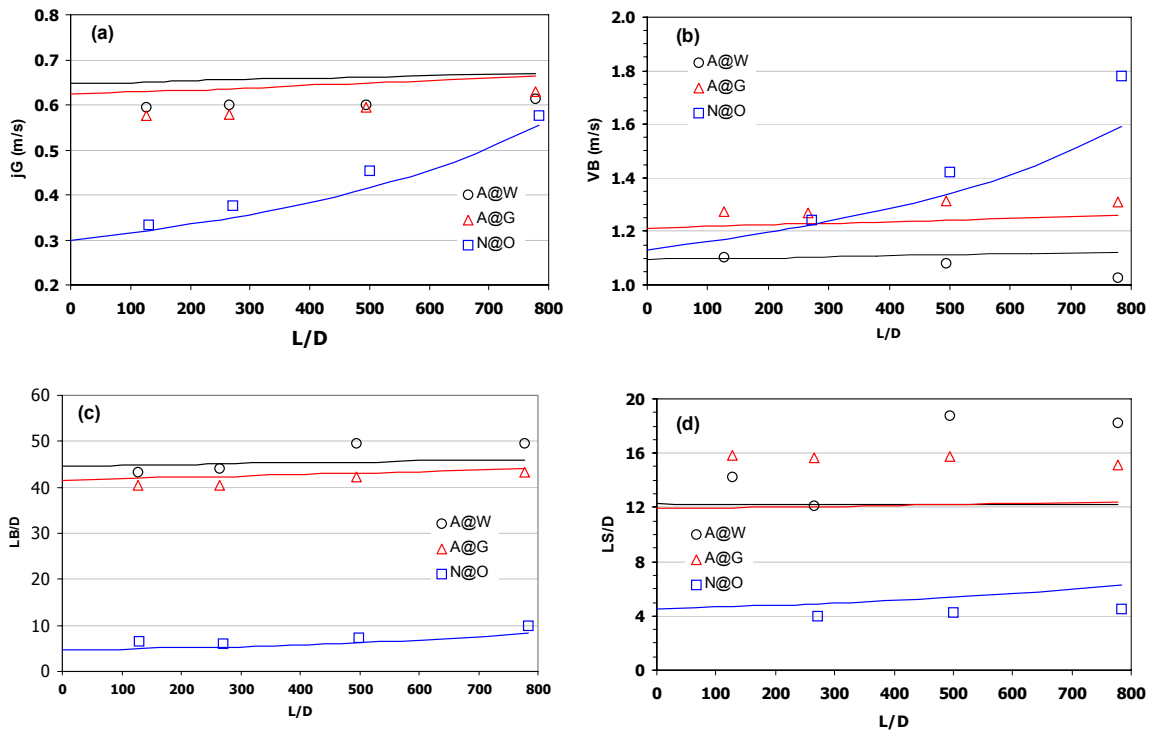 (a)
0.8
0.7
0.6
0.5
0.4
0.3
0.2
jG (m/s)
A@W
A@G
N@O
0 100 200 300 400 500 600 700 800
L/D
(b)
2.0
1.8
1.6
1.4
1.2
1.0
VB (m/s)
A@W
A@G
N@O
0 100 200 300 400 500 600 700 800
L/D
(c)
60
50
40
30
20
10
0
LB/D
A@W
A@G
N@O
0 100 200 300 400 500 600 700 800
L/D
(d)
20
16
12
8
4
0
LS/D
A@W
A@G
N@O
0 100 200 300 400 500 600 700 800
L/D